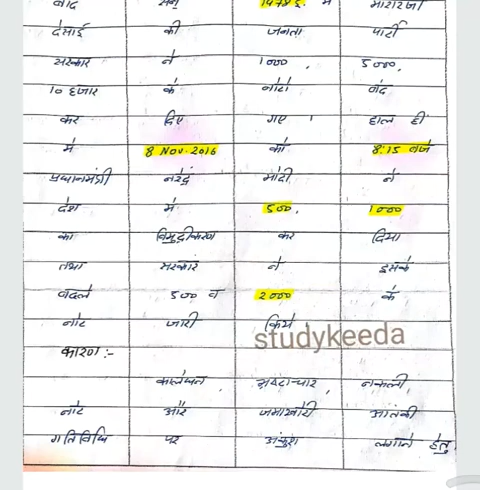 बाद सन् 1978 ई. में मोरारजी
देसाई की जनता पार्टी
सरकार ने 1000, 5000,
10 हजार के नोटो बंद
कर दिए गए। हाल ही
मे 8 Nov. 2016 को 8:15 बजे
प्रधानमंत्री नरेंद्र मोदी ने
देश में 500, 1000
का विमुद्रीकरण कर दिया
तथा सरकार ने इसके
बदले 500 व 2000 के
नोट जारी किये
studykeeda
कारण:-
कालेधन, भ्रष्टाचार, नकली
नोट और जमाखोरी आतंकी
गतिविधि पर अंकुश लगाने हेतु